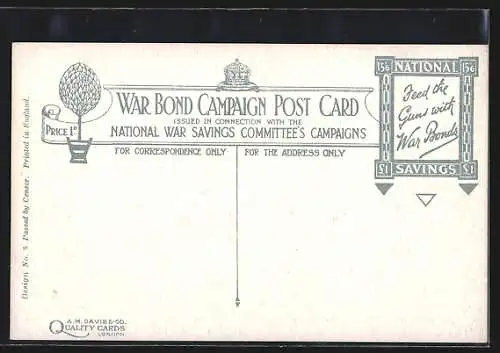 WAR BOND CAMPAIGN POST CARD
ISSUED IN CONNECTION WITH THE
NATIONAL WAR SAVINGS COMMITTEE'S CAMPAIGNS
PRICE 1D
FOR CORRESPONDENCE ONLY
FOR THE ADDRESS ONLY
15/6 NATIONAL 15/6
Feed the
Guns with
War Bonds
£1 SAVINGS £1
Design No. 5 Passed by Censor. Printed in England.
A.M. DAVIES & CO.
QUALITY CARDS
LONDON